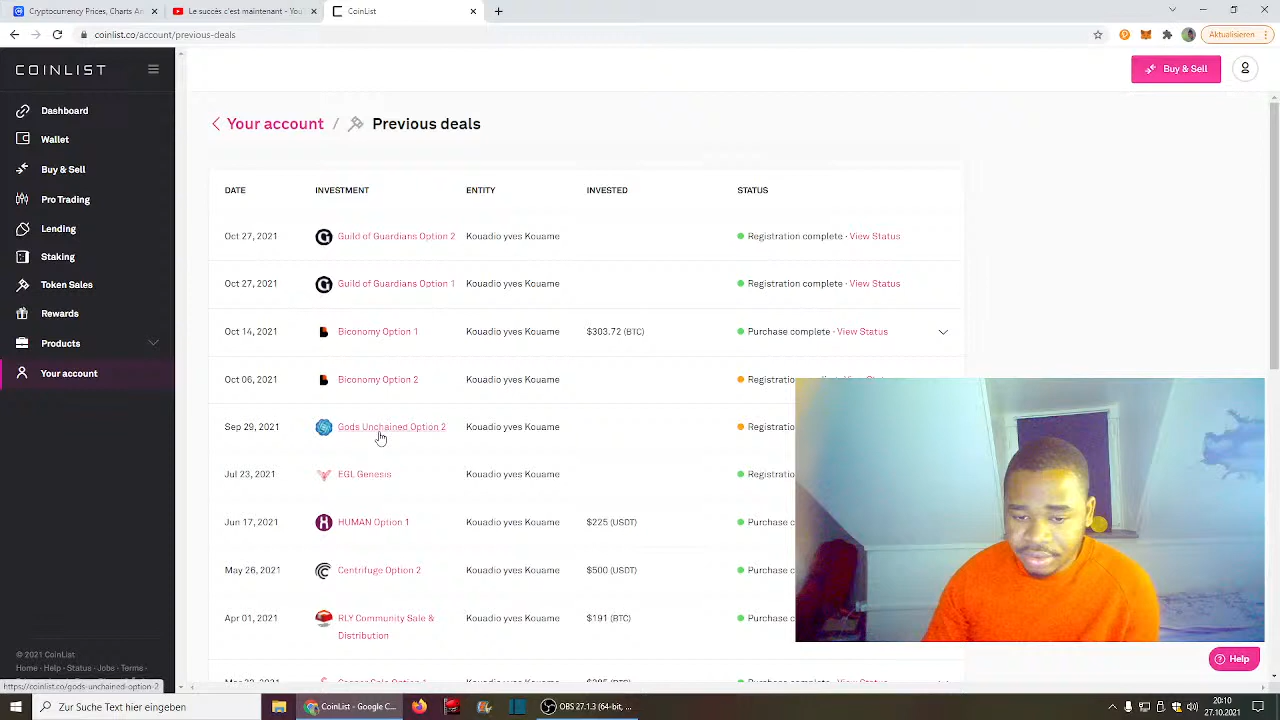 Cryptocurrency Prices, Charts An
Le succès c'est maintenant - You
CoinList
coinlist.co/account/previous-deals
Aktualisieren
COINLIST
Buy & Sell
Dashboard
Wallet
Buy & Sell
Pro Trading
Lending
Staking
Token Sales
Rewards
Products
Your account
Your account / Previous deals
DATE INVESTMENT ENTITY INVESTED STATUS
Oct 27, 2021 Guild of Guardians Option 2 Kouadio yves Kouame Registration complete · View Status
Oct 27, 2021 Guild of Guardians Option 1 Kouadio yves Kouame Registration complete · View Status
Oct 14, 2021 Biconomy Option 1 Kouadio yves Kouame $303.72 (BTC) Purchase complete · View Status
Oct 06, 2021 Biconomy Option 2 Kouadio yves Kouame Registratio
Sep 29, 2021 Gods Unchained Option 2 Kouadio yves Kouame Registratio
Jul 23, 2021 EGL Genesis Kouadio yves Kouame Registratio
Jun 17, 2021 HUMAN Option 1 Kouadio yves Kouame $225 (USDT) Purchase c
May 26, 2021 Centrifuge Option 2 Kouadio yves Kouame $500 (USDT) Purchase c
Apr 01, 2021 RLY Community Sale & Kouadio yves Kouame $191 (BTC) Purchase c
Distribution
© 2021 CoinList
Home · Help · Status · Jobs · Terms ·
https://coinlist.co/gods-unchained-option-2
Help
Zur Suche Text hier eingeben
CoinList - Google C...
20:10
27.10.2021